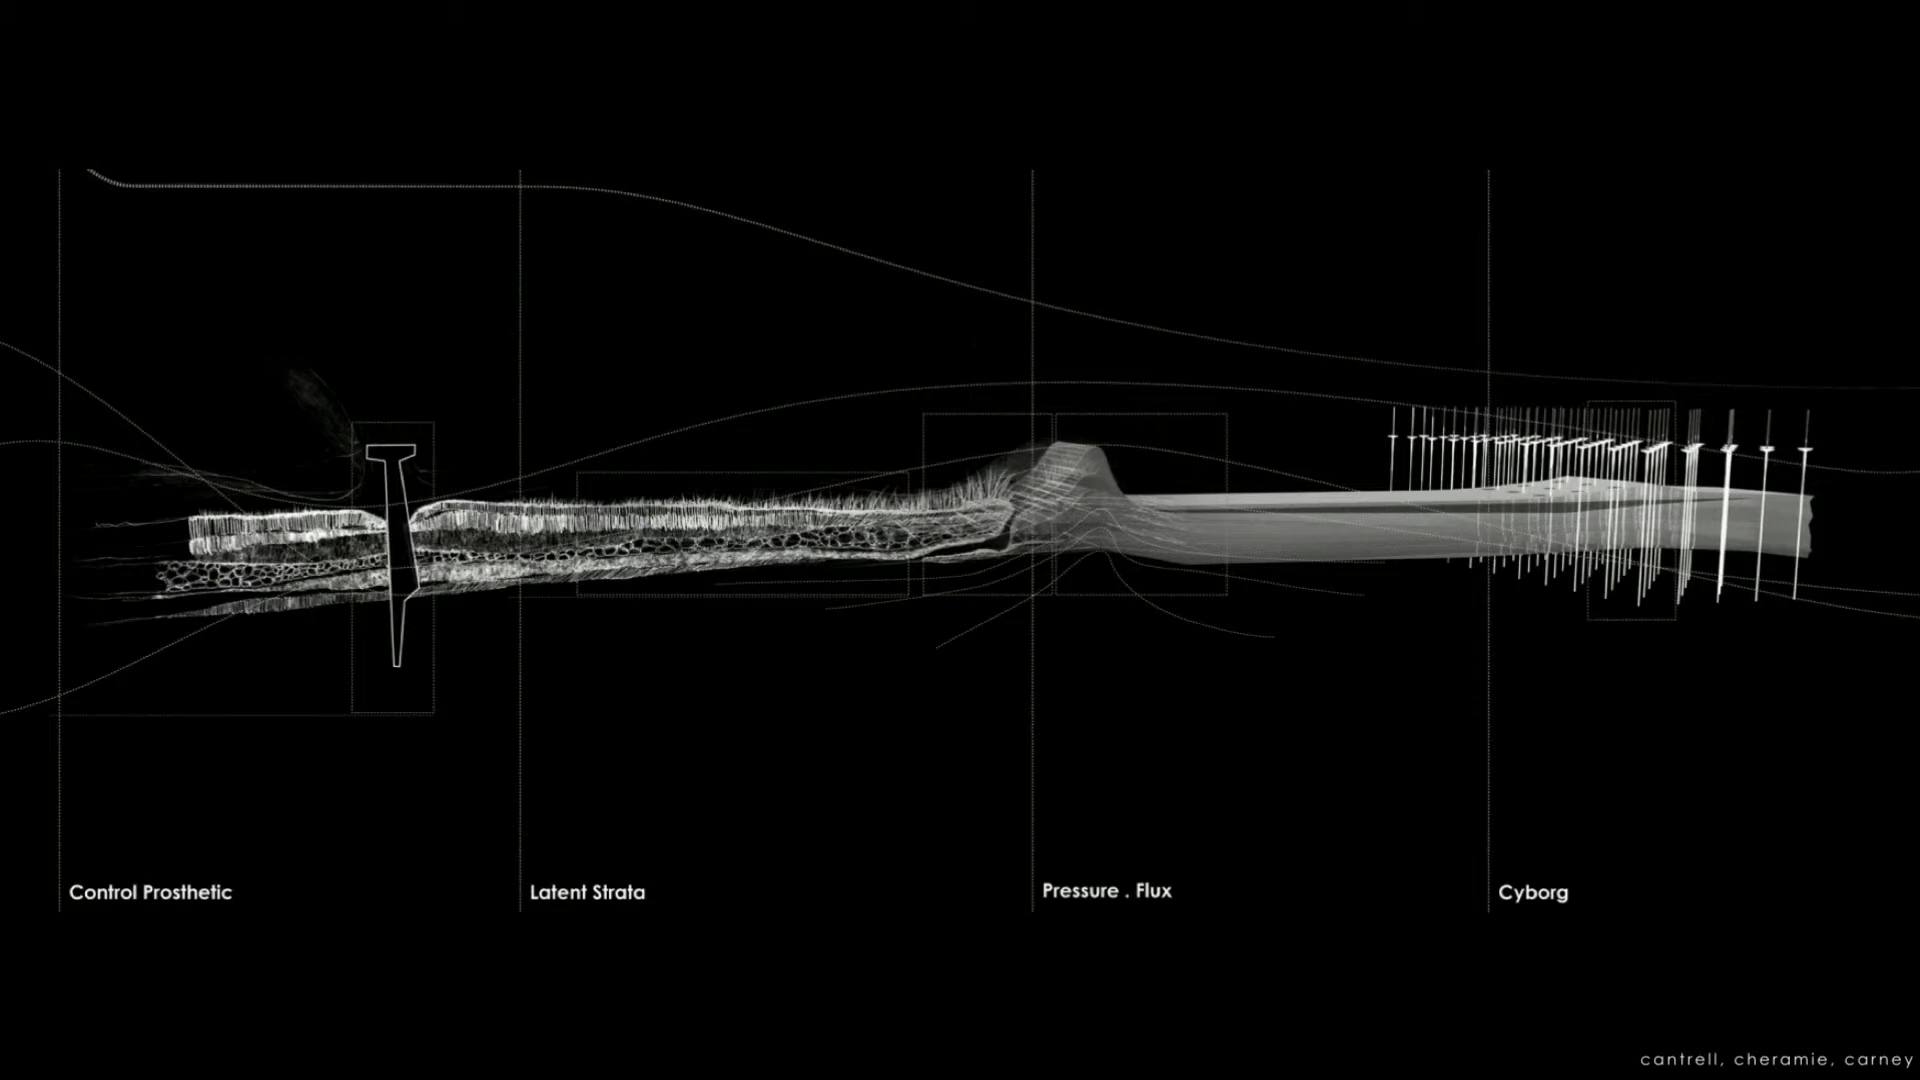 Control Prosthetic
Latent Strata
Pressure . Flux
Cyborg
cantrell, cheramie, carney